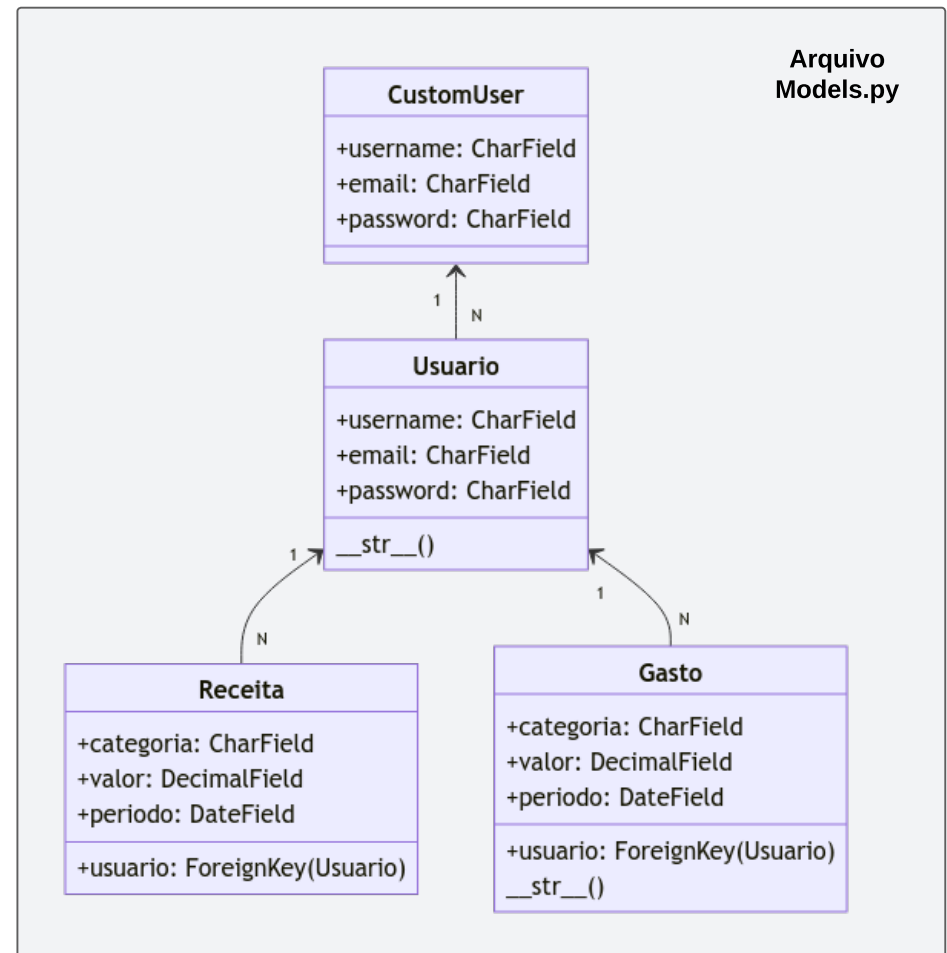 Arquivo
Models.py
CustomUser
+username: CharField
+email: CharField
+password: CharField
1
N
Usuario
+username: CharField
+email: CharField
+password: CharField
__str__()
1
N
1
N
Receita
+categoria: CharField
+valor: DecimalField
+periodo: DateField
+usuario: ForeignKey(Usuario)
Gasto
+categoria: CharField
+valor: DecimalField
+periodo: DateField
+usuario: ForeignKey(Usuario)
__str__()